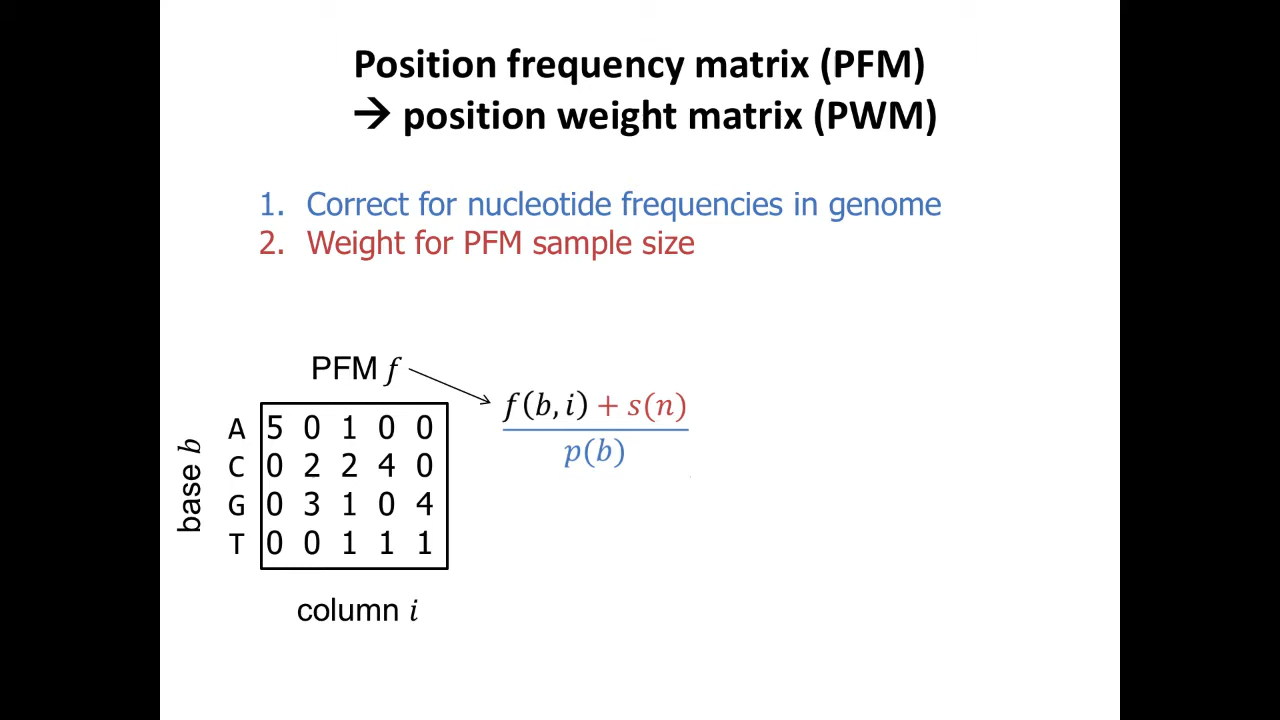 Position frequency matrix (PFM)
→ position weight matrix (PWM)
1. Correct for nucleotide frequencies in genome
2. Weight for PFM sample size
PFM f
f(b, i) + s(n)
p(b)
base b
A 5 0 1 0 0
C 0 2 2 4 0
G 0 3 1 0 4
T 0 0 1 1 1
column i